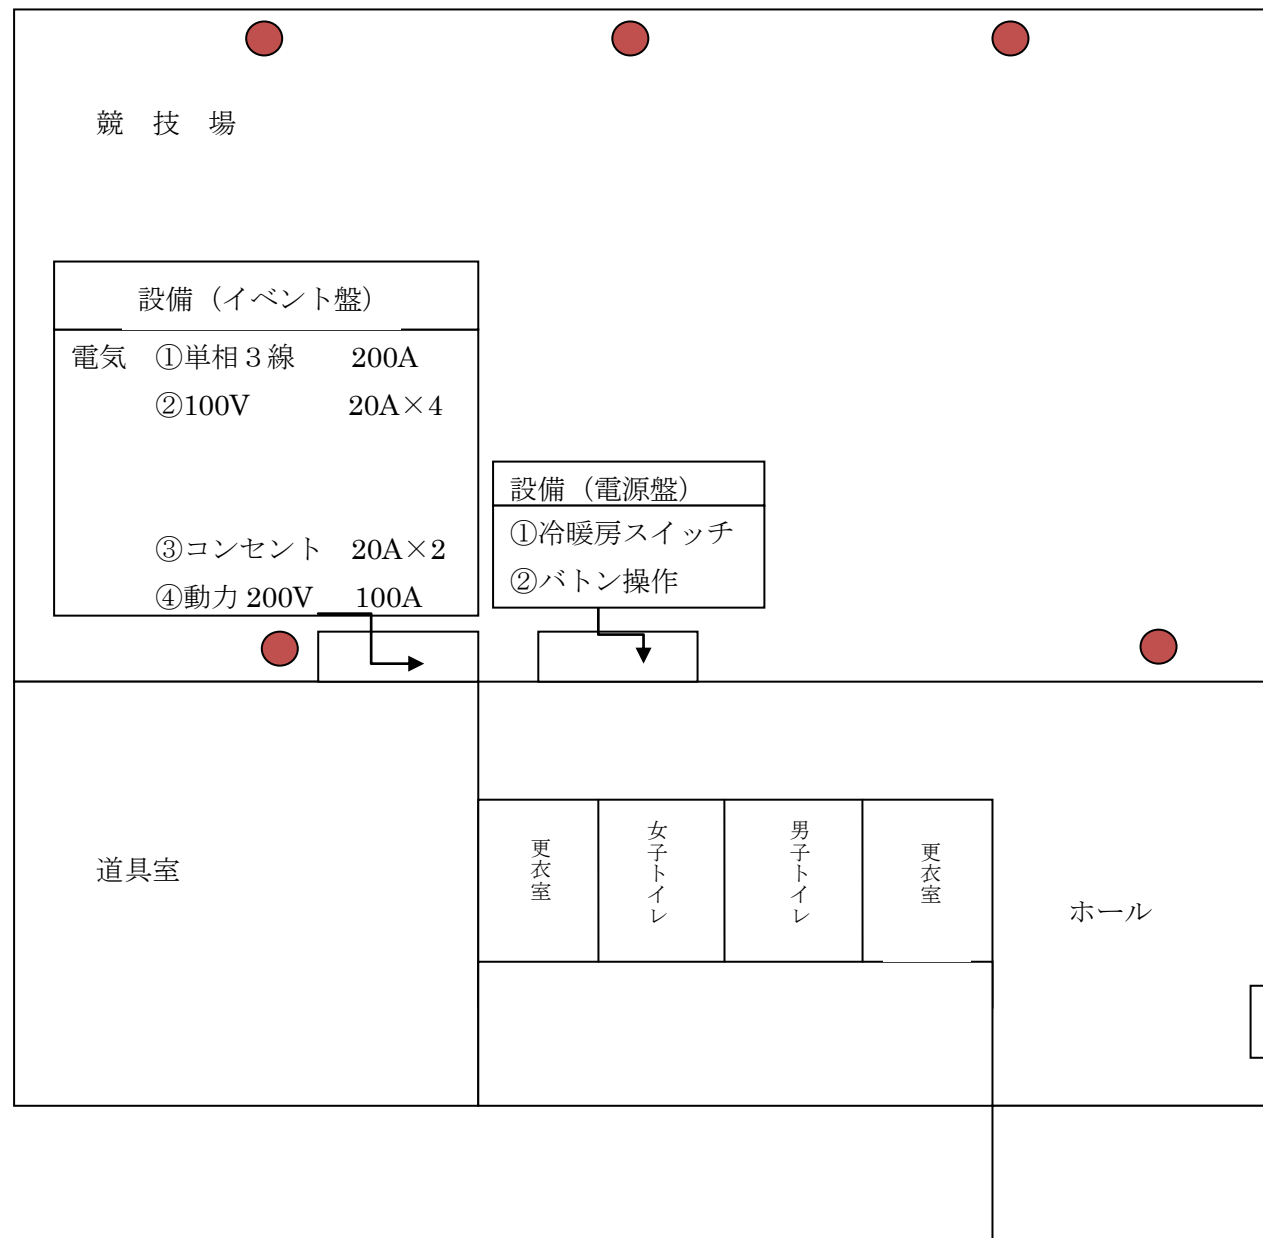 競　技　場
設備（イベント盤）
電気　①単相３線　200A
②100V　20A×4
③コンセント　20A×2
④動力 200V　100A
設備（電源盤）
①冷暖房スイッチ
②バトン操作
道具室
更衣室
女子トイレ
男子トイレ
更衣室
ホール